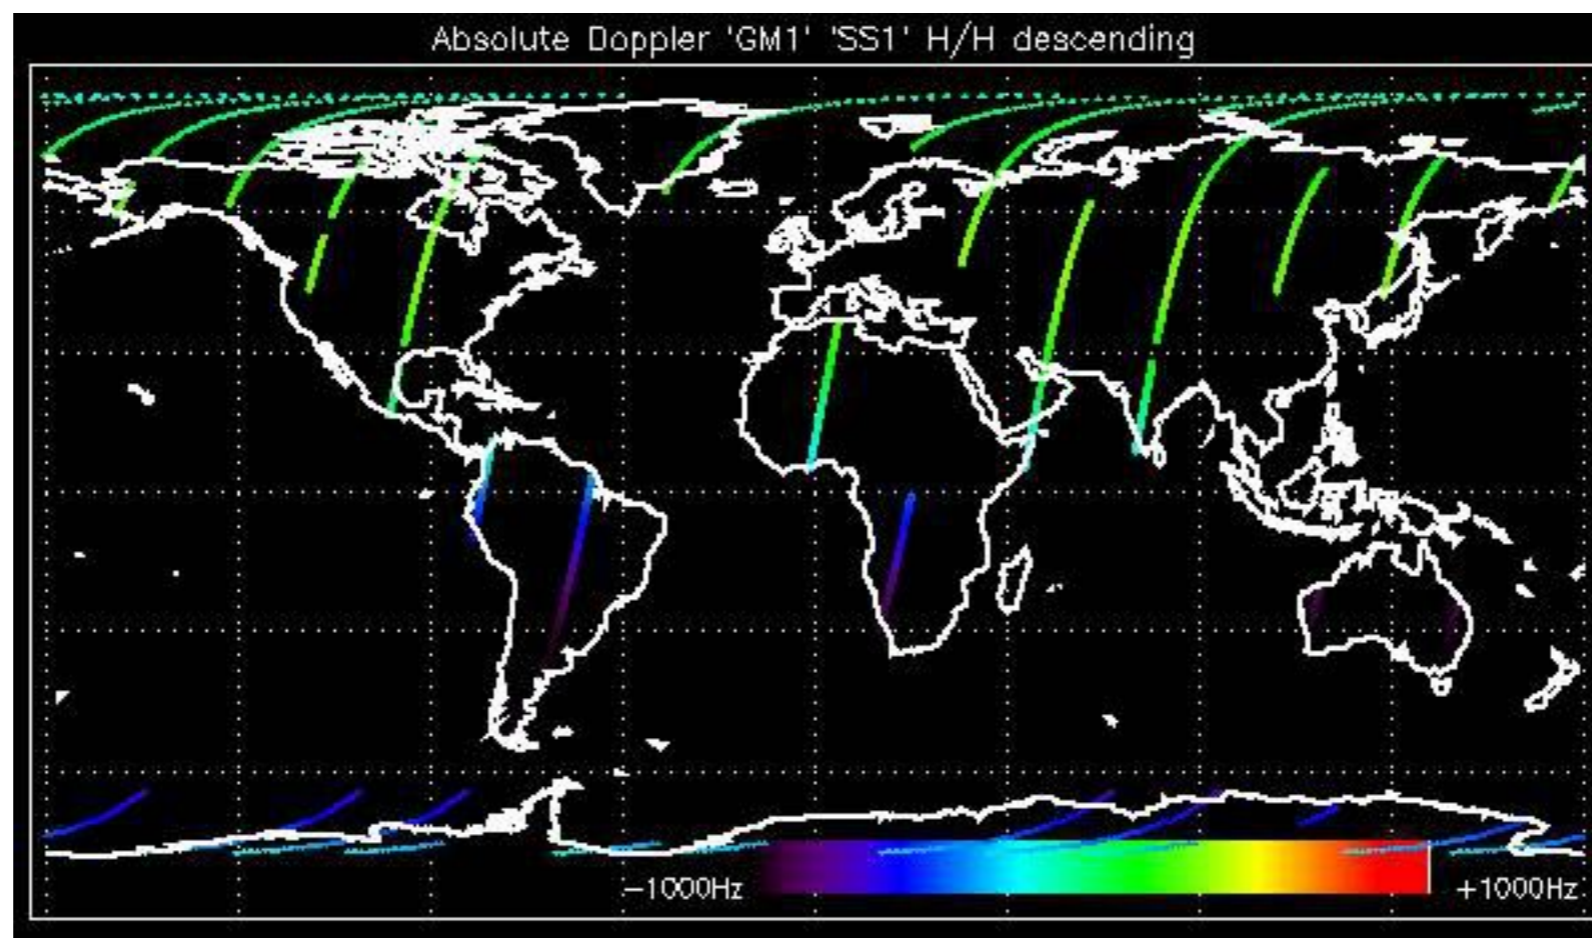 Absolute Doppler 'GM1' 'SS1' H/H descending
−1000Hz +1000Hz